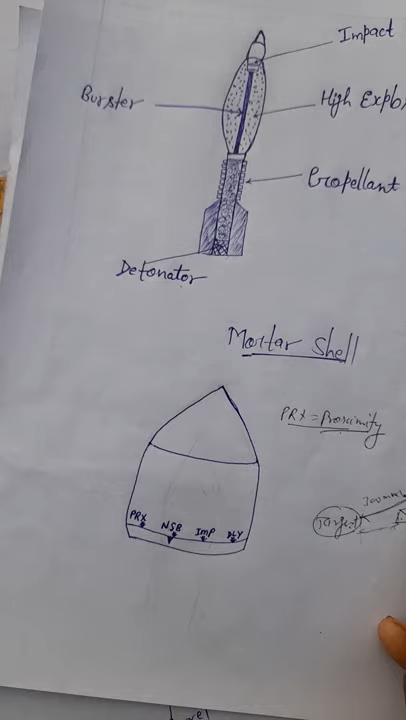 Impact
Burster
High Explo
Propellant
Detonator
Mortar Shell
PRX = Proximity
PRX NSB IMP DLY
Target